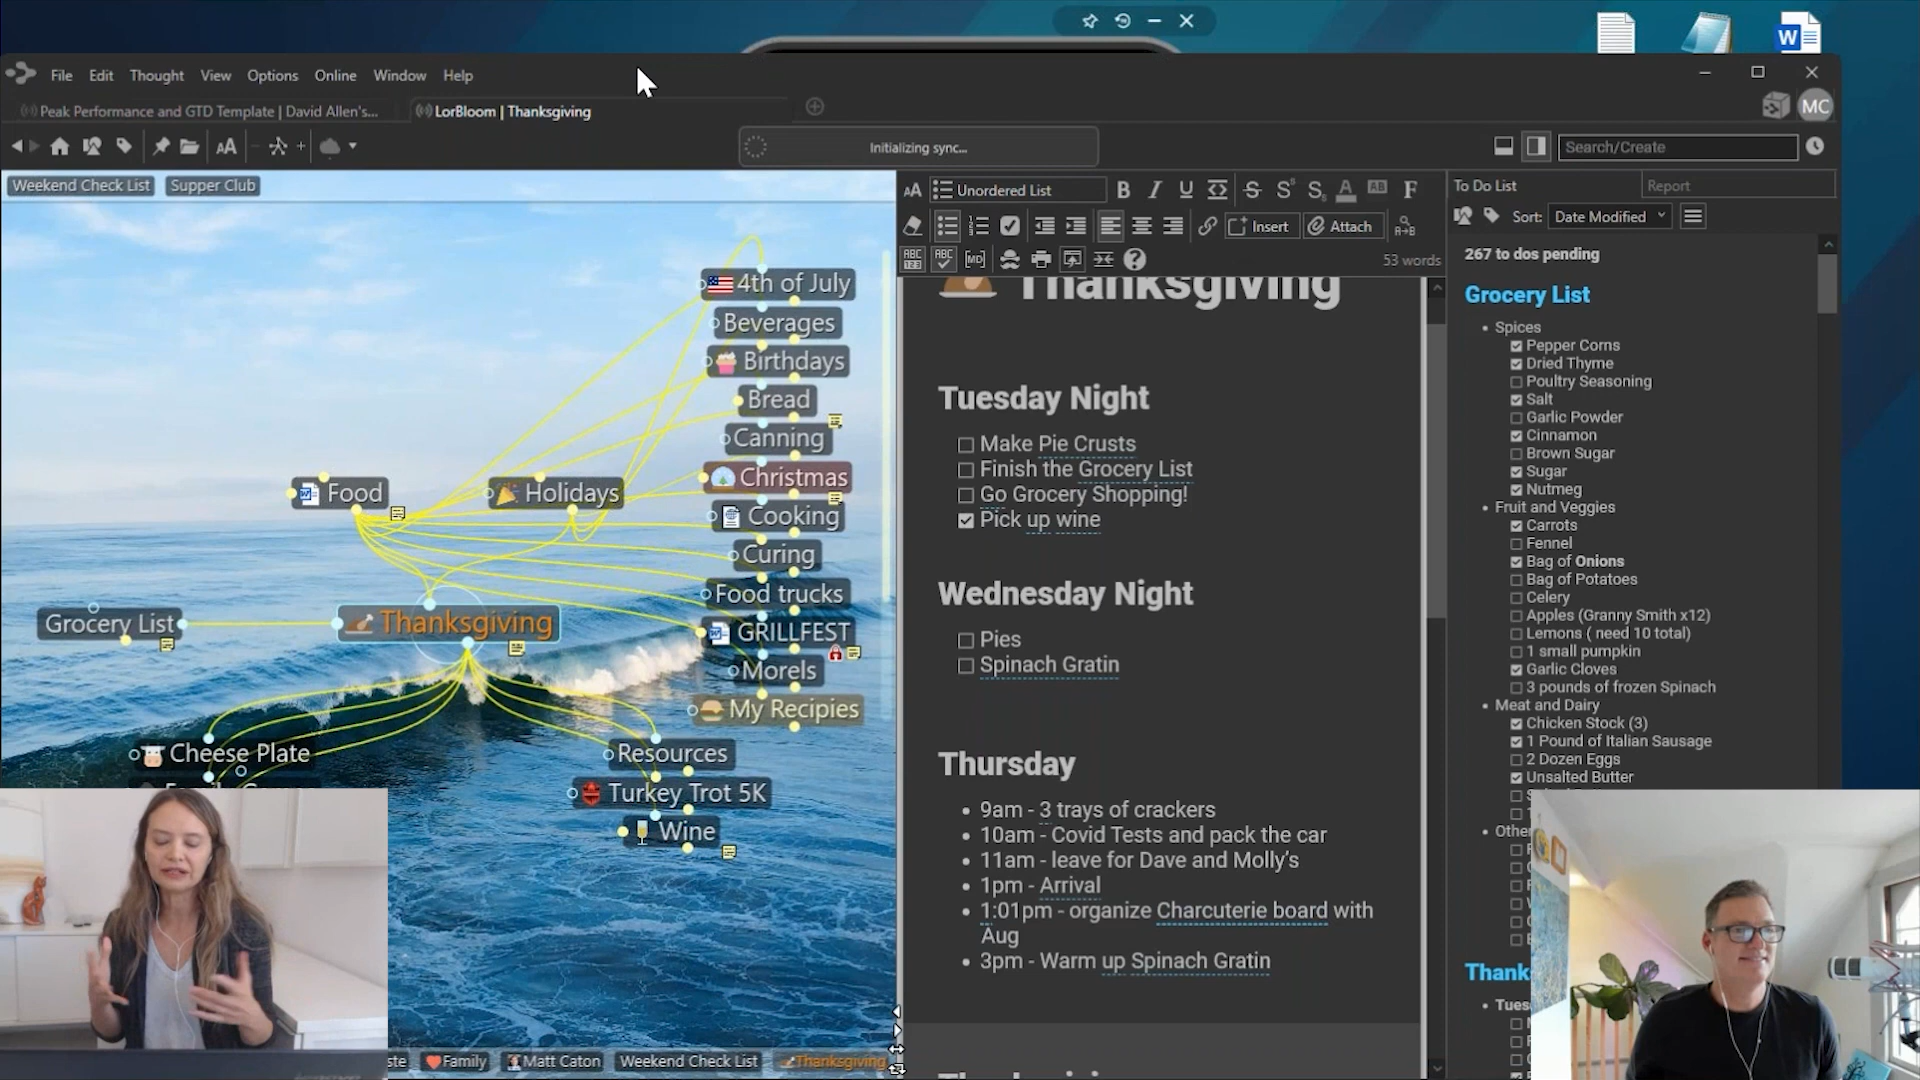 File Edit Thought View Options Online Window Help
Peak Performance and GTD Template | David Allen's...
LorBloom | Thanksgiving
MC
Initializing sync...
Search/Create
Weekend Check List
Supper Club
4th of July
Beverages
Birthdays
Bread
Canning
Christmas
Cooking
Curing
Food trucks
GRILLFEST
Morels
My Recipies
Food
Holidays
Grocery List
Thanksgiving
Cheese Plate
Resources
Turkey Trot 5K
Wine
Family
Matt Caton
Weekend Check List
Thanksgiving
Unordered List
Insert
Attach
53 words
Thanksgiving
Tuesday Night
Make Pie Crusts
Finish the Grocery List
Go Grocery Shopping!
Pick up wine
Wednesday Night
Pies
Spinach Gratin
Thursday
9am - 3 trays of crackers
10am - Covid Tests and pack the car
11am - leave for Dave and Molly's
1pm - Arrival
1:01pm - organize Charcuterie board with
Aug
3pm - Warm up Spinach Gratin
To Do List
Report
Sort: Date Modified
267 to dos pending
Grocery List
Spices
Pepper Corns
Dried Thyme
Poultry Seasoning
Salt
Garlic Powder
Cinnamon
Brown Sugar
Sugar
Nutmeg
Fruit and Veggies
Carrots
Fennel
Bag of Onions
Bag of Potatoes
Celery
Apples (Granny Smith x12)
Lemons ( need 10 total)
1 small pumpkin
Garlic Cloves
3 pounds of frozen Spinach
Meat and Dairy
Chicken Stock (3)
1 Pound of Italian Sausage
2 Dozen Eggs
Unsalted Butter